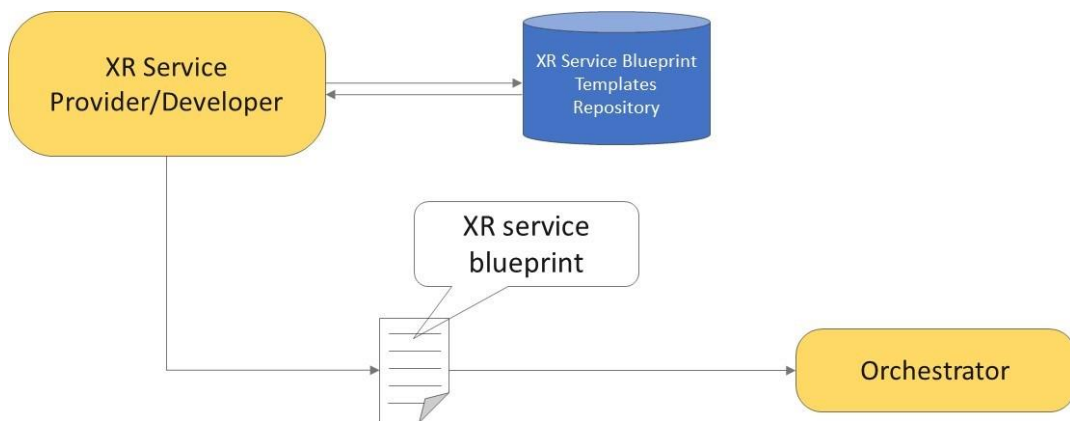 XR Service
Provider/Developer
XR Service Blueprint
Templates
Repository
XR service
blueprint
Orchestrator